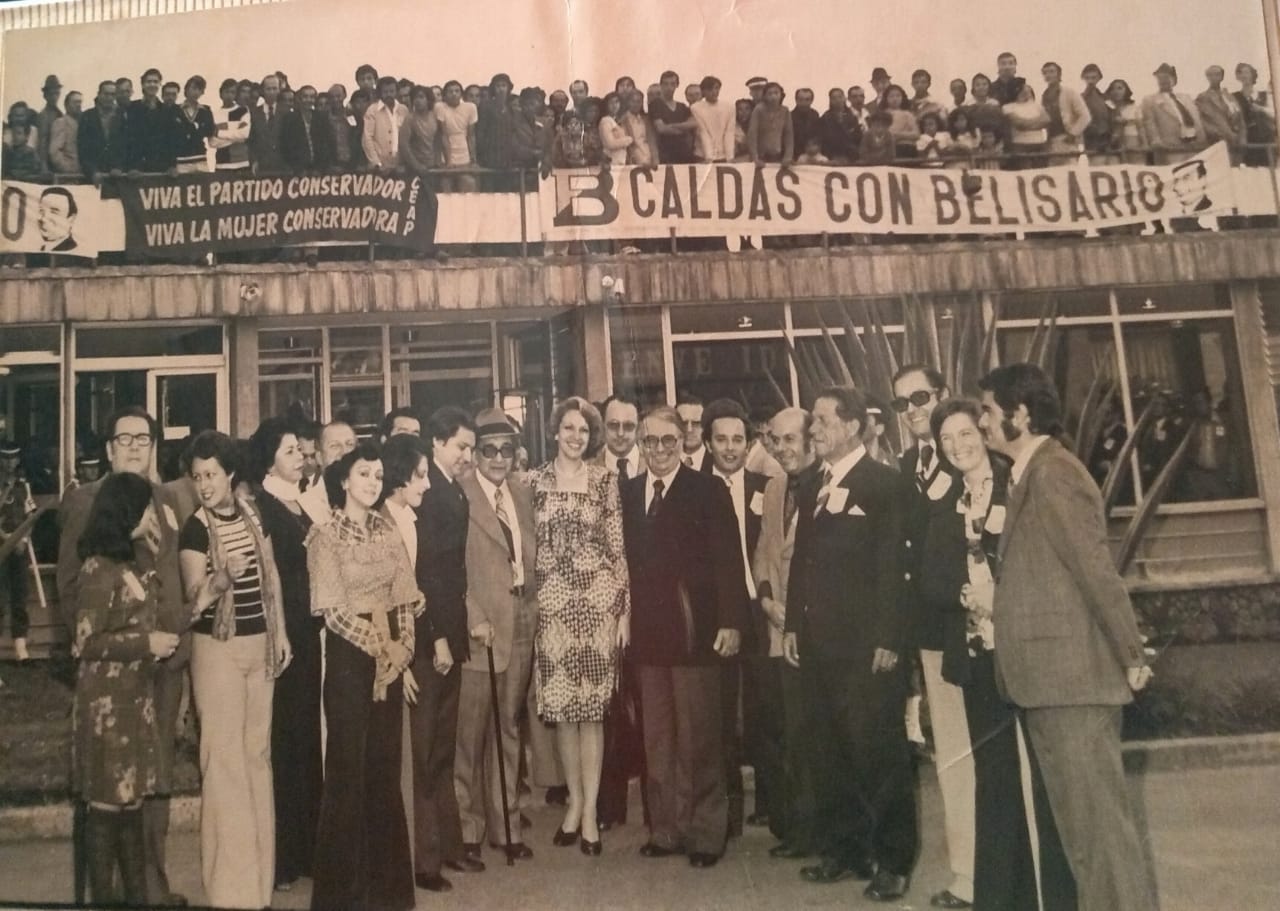 O
VIVA EL PARTIDO CONSERVADOR
VIVA LA MUJER CONSERVADORA
CEAP
B CALDAS CON BELISARIO